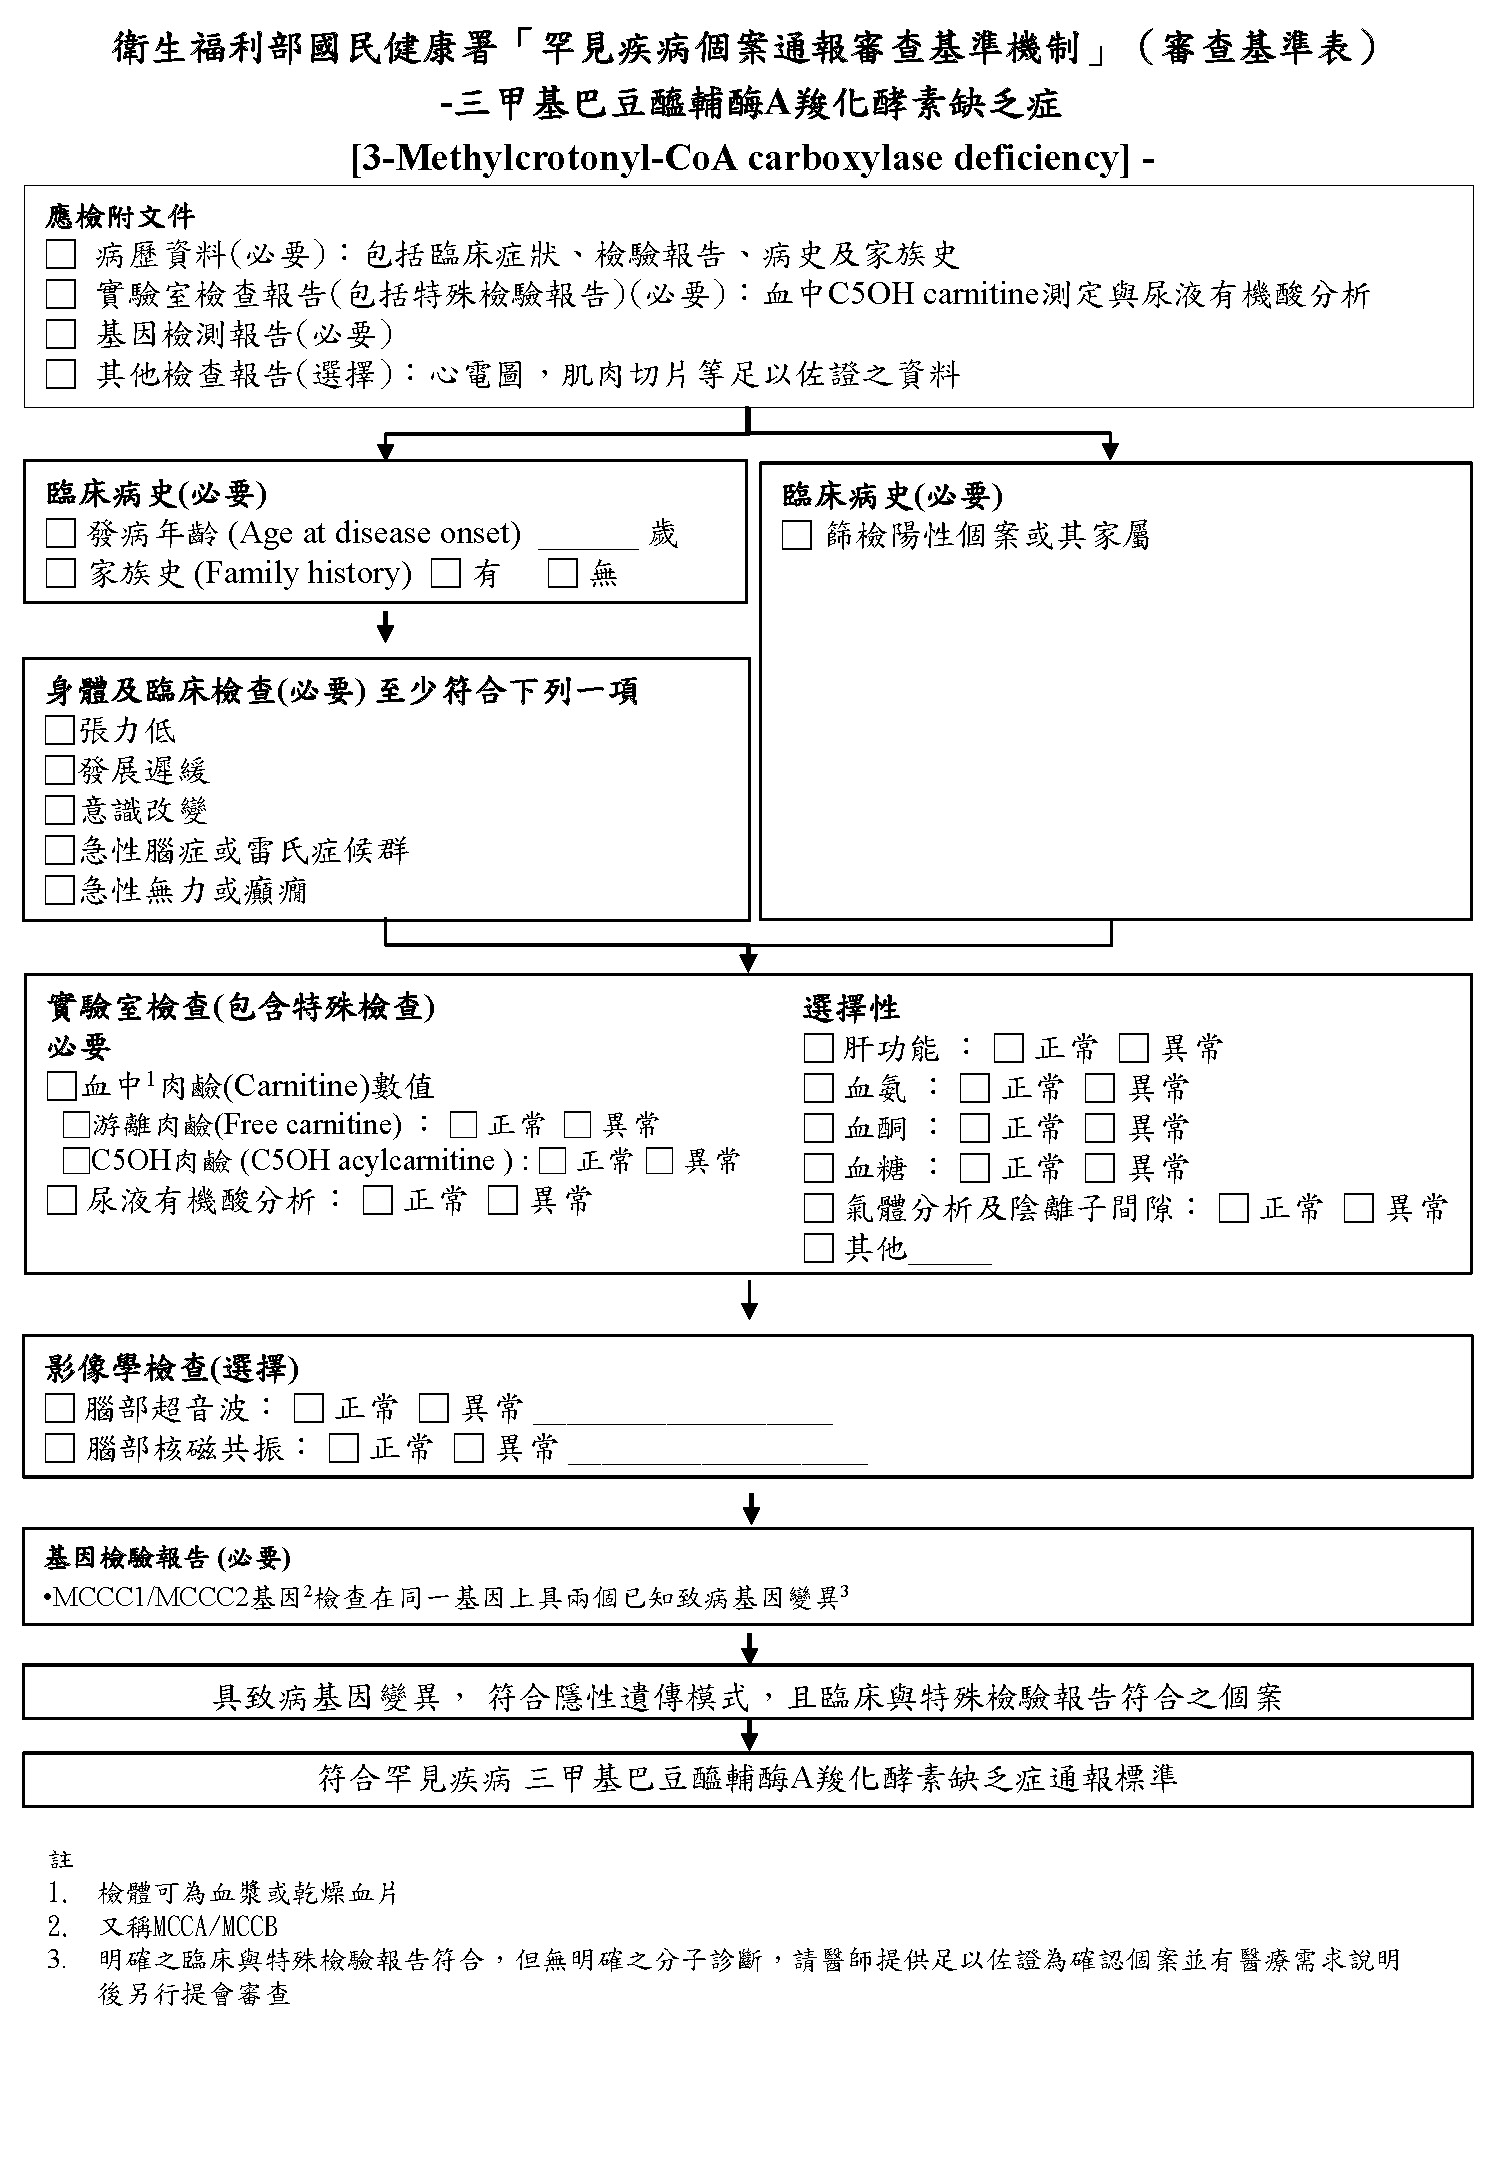 衛生福利部國民健康署「罕見疾病個案通報審查基準機制」（審查基準表）
-三甲基巴豆醯輔酶A羧化酵素缺乏症
[3-Methylcrotonyl-CoA carboxylase deficiency] -
應檢附文件
□ 病歷資料(必要)：包括臨床症狀、檢驗報告、病史及家族史
□ 實驗室檢查報告(包括特殊檢驗報告)(必要)：血中C5OH carnitine測定與尿液有機酸分析
□ 基因檢測報告(必要)
□ 其他檢查報告(選擇)：心電圖，肌肉切片等足以佐證之資料
臨床病史(必要)
□ 發病年齡 (Age at disease onset) ______ 歲
□ 家族史 (Family history) □ 有 □ 無
臨床病史(必要)
□ 篩檢陽性個案或其家屬
身體及臨床檢查(必要) 至少符合下列一項
□張力低
□發展遲緩
□意識改變
□急性腦症或雷氏症候群
□急性無力或癲癇
實驗室檢查(包含特殊檢查)
必要
□血中¹肉鹼(Carnitine)數值
□游離肉鹼(Free carnitine) ： □ 正常 □ 異常
□C5OH肉鹼 (C5OH acylcarnitine ) : □ 正常 □ 異常
□ 尿液有機酸分析： □ 正常 □ 異常
選擇性
□ 肝功能 ： □ 正常 □ 異常
□ 血氨 ： □ 正常 □ 異常
□ 血酮 ： □ 正常 □ 異常
□ 血糖 ： □ 正常 □ 異常
□ 氣體分析及陰離子間隙： □ 正常 □ 異常
□ 其他_____
影像學檢查(選擇)
□ 腦部超音波： □ 正常 □ 異常 __________________
□ 腦部核磁共振： □ 正常 □ 異常 __________________
基因檢驗報告 (必要)
•MCCC1/MCCC2基因²檢查在同一基因上具兩個已知致病基因變異³
具致病基因變異， 符合隱性遺傳模式，且臨床與特殊檢驗報告符合之個案
符合罕見疾病 三甲基巴豆醯輔酶A羧化酵素缺乏症通報標準
註
1. 檢體可為血漿或乾燥血片
2. 又稱MCCA/MCCB
3. 明確之臨床與特殊檢驗報告符合，但無明確之分子診斷，請醫師提供足以佐證為確認個案並有醫療需求說明
後另行提會審查